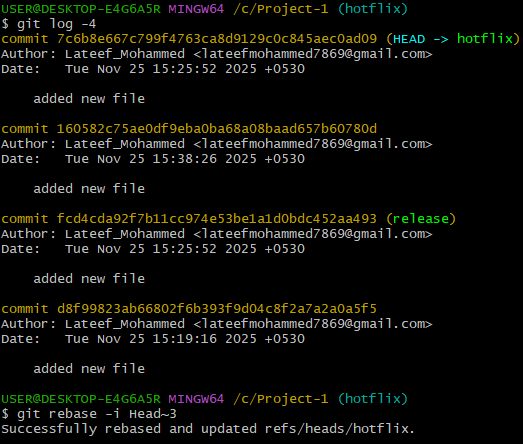 USER@DESKTOP-E4G6A5R MINGW64 /c/Project-1 (hotflix)
$ git log -4
commit 7c6b8e667c799f4763ca8d9129c0c845aec0ad09 (HEAD -> hotflix)
Author: Lateef_Mohammed <lateefmohammed7869@gmail.com>
Date:   Tue Nov 25 15:25:52 2025 +0530
    added new file
commit 160582c75ae0df9eba0ba68a08baad657b60780d
Author: Lateef_Mohammed <lateefmohammed7869@gmail.com>
Date:   Tue Nov 25 15:38:26 2025 +0530
    added new file
commit fcd4cda92f7b11cc974e53be1a1d0bdc452aa493 (release)
Author: Lateef_Mohammed <lateefmohammed7869@gmail.com>
Date:   Tue Nov 25 15:25:52 2025 +0530
    added new file
commit d8f99823ab66802f6b393f9d04c8f2a7a2a0a5f5
Author: Lateef_Mohammed <lateefmohammed7869@gmail.com>
Date:   Tue Nov 25 15:19:16 2025 +0530
    added new file
USER@DESKTOP-E4G6A5R MINGW64 /c/Project-1 (hotflix)
$ git rebase -i Head~3
Successfully rebased and updated refs/heads/hotflix.